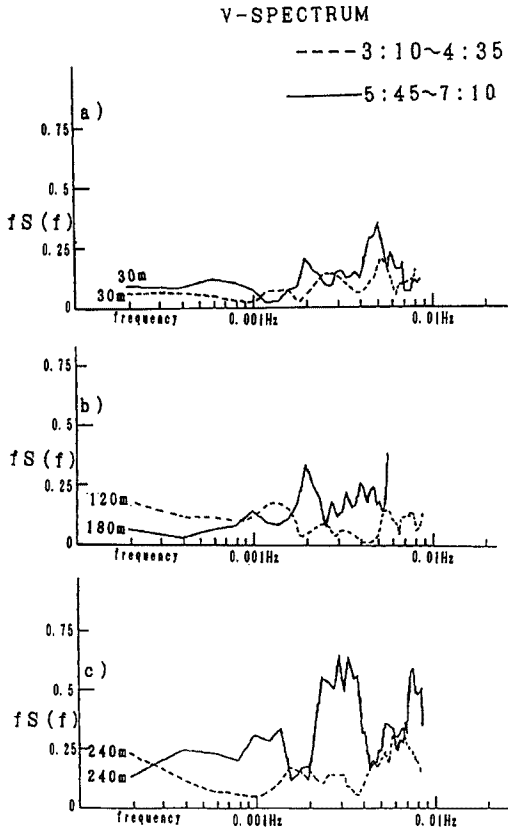 V-SPECTRUM
3:10~4:35
5:45~7:10
a)
0.75
0.5
fS(f)
0.25
30m
30m
0
frequency 0.001Hz 0.01Hz
b)
0.75
0.5
fS(f)
0.25
120m
180m
0
frequency 0.001Hz 0.01Hz
c)
0.75
0.5
fS(f)
0.25
240m
240m
0
frequency 0.001Hz 0.01Hz